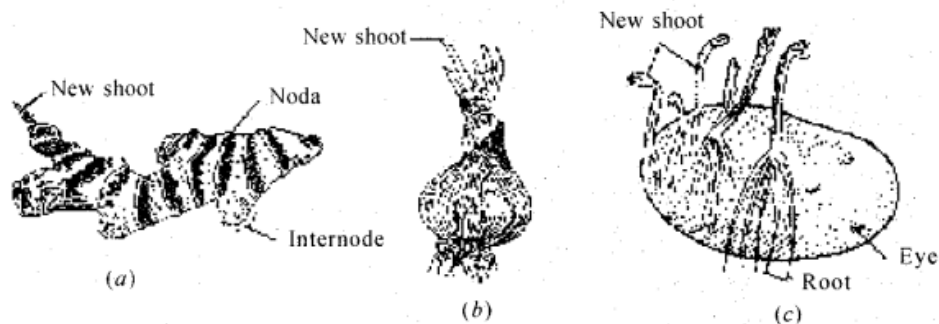 New shoot
Noda
Internode
(a)
New shoot
(b)
New shoot
Eye
Root
(c)